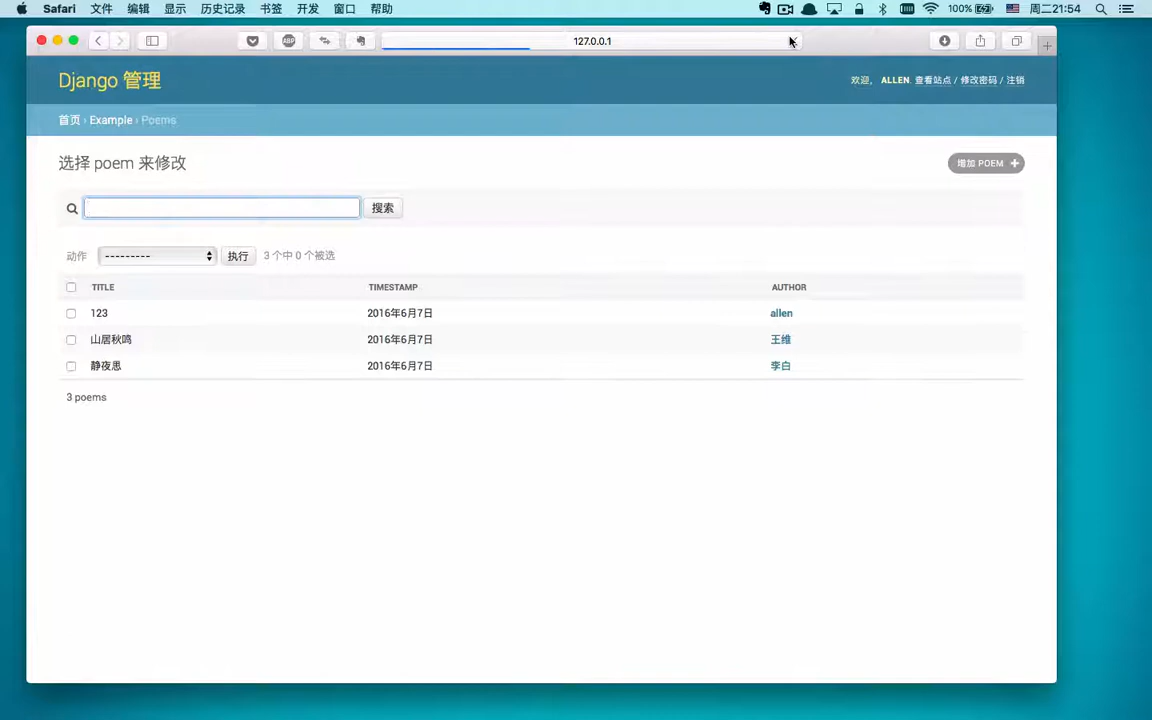 Safari 文件 编辑 显示 历史记录 书签 开发 窗口 帮助 100% 周二21:54
ABP 127.0.0.1
Django 管理
欢迎, ALLEN 查看站点 / 修改密码 / 注销
首页 › Example › Poems
选择 poem 来修改
增加 POEM +
搜索
动作 --------- 执行 3 个中 0 个被选
TITLE TIMESTAMP AUTHOR
123 2016年6月7日 allen
山居秋鸣 2016年6月7日 王维
静夜思 2016年6月7日 李白
3 poems